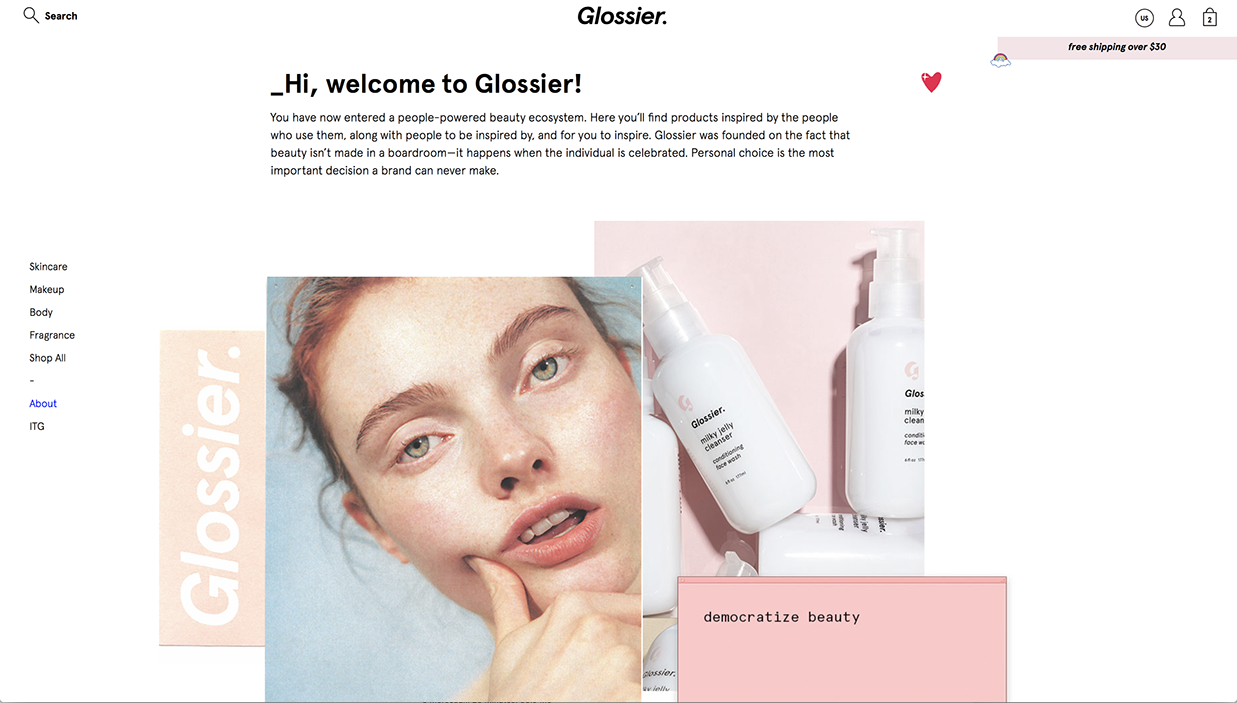 Search
Glossier.
US
2
free shipping over $30
_Hi, welcome to Glossier!
You have now entered a people-powered beauty ecosystem. Here you’ll find products inspired by the people
who use them, along with people to be inspired by, and for you to inspire. Glossier was founded on the fact that
beauty isn’t made in a boardroom—it happens when the individual is celebrated. Personal choice is the most
important decision a brand can never make.
Skincare
Makeup
Body
Fragrance
Shop All
-
About
ITG
Glossier.
Glossier.
milky jelly
cleanser
conditioning
face wash
6 fl oz 177ml
Glos
milky
clean
conditi
face w
Glossier.
democratize beauty